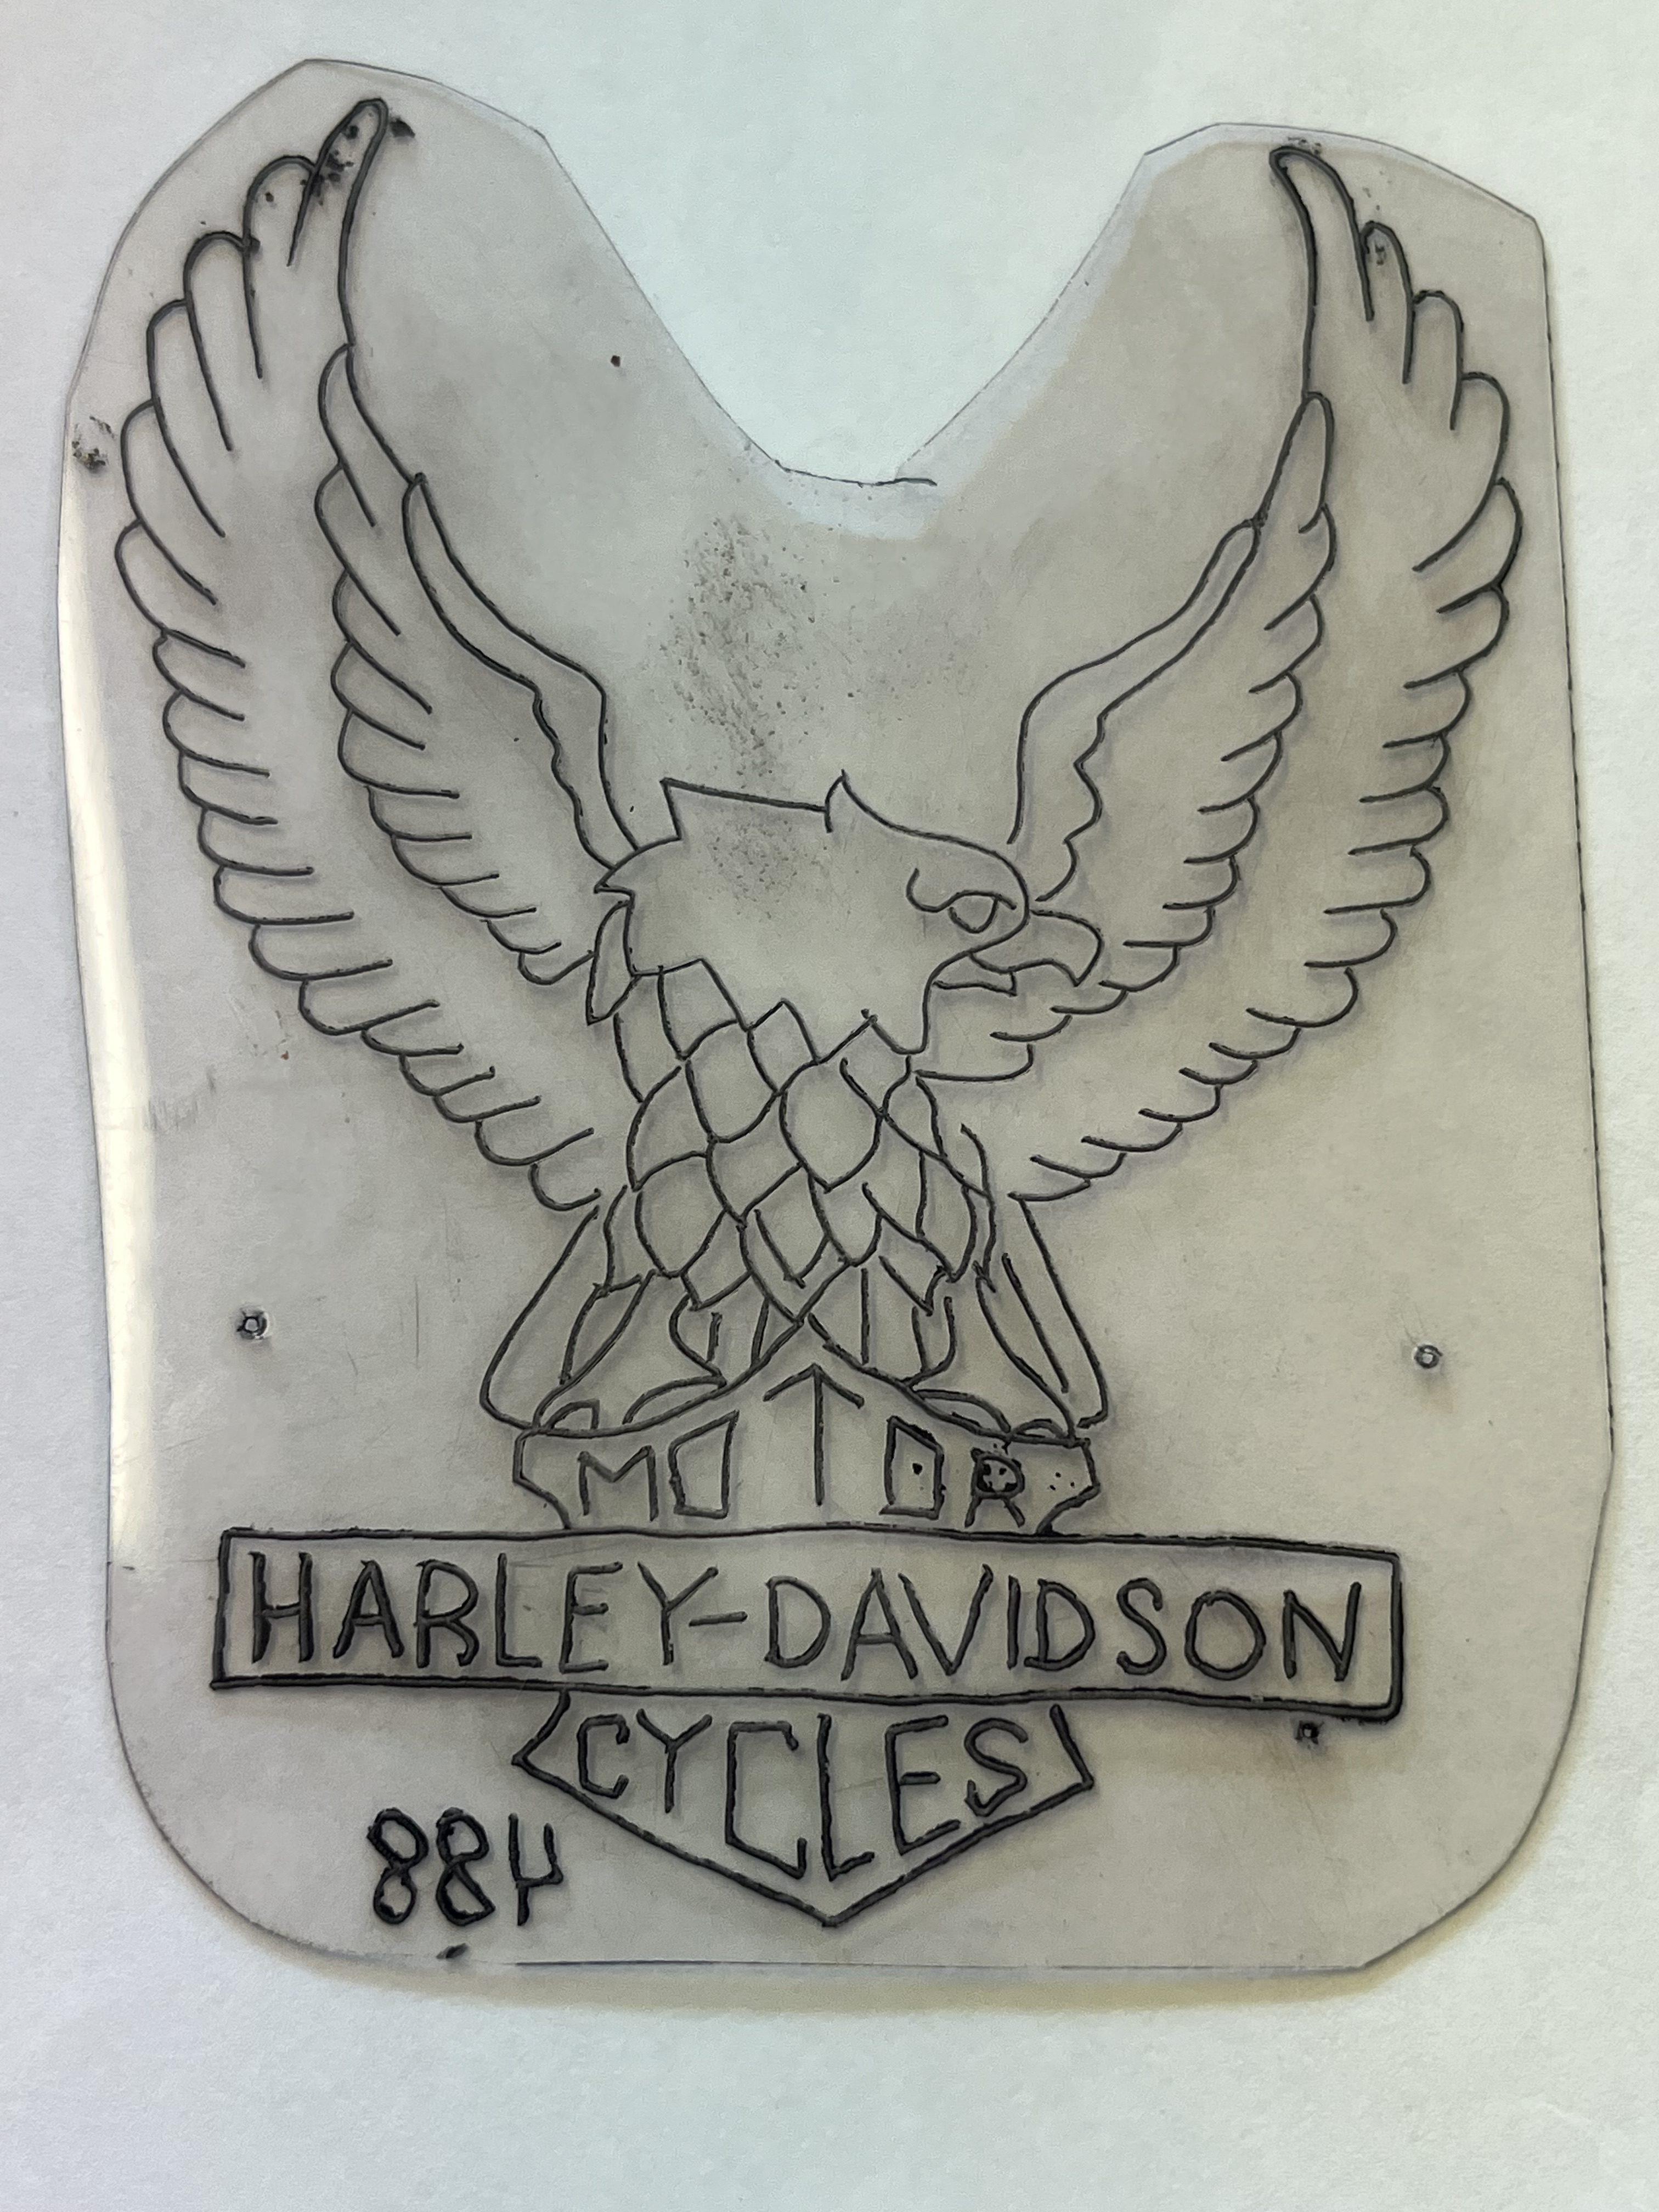 MOTOR
HARLEY-DAVIDSON
CYCLES
884